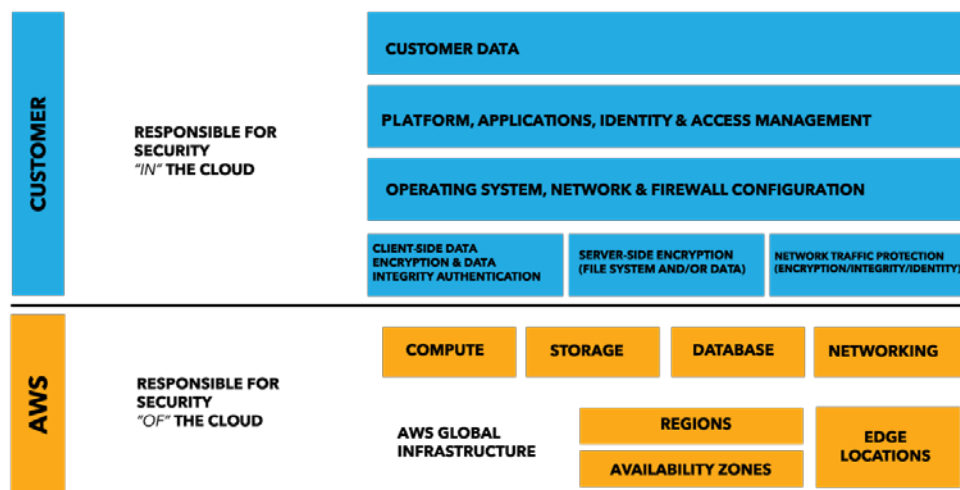 CUSTOMER
RESPONSIBLE FOR
SECURITY
"IN" THE CLOUD
CUSTOMER DATA
PLATFORM, APPLICATIONS, IDENTITY & ACCESS MANAGEMENT
OPERATING SYSTEM, NETWORK & FIREWALL CONFIGURATION
CLIENT-SIDE DATA
ENCRYPTION & DATA
INTEGRITY AUTHENTICATION
SERVER-SIDE ENCRYPTION
(FILE SYSTEM AND/OR DATA)
NETWORK TRAFFIC PROTECTION
(ENCRYPTION/INTEGRITY/IDENTITY)
AWS
RESPONSIBLE FOR
SECURITY
"OF" THE CLOUD
COMPUTE
STORAGE
DATABASE
NETWORKING
AWS GLOBAL
INFRASTRUCTURE
REGIONS
AVAILABILITY ZONES
EDGE
LOCATIONS